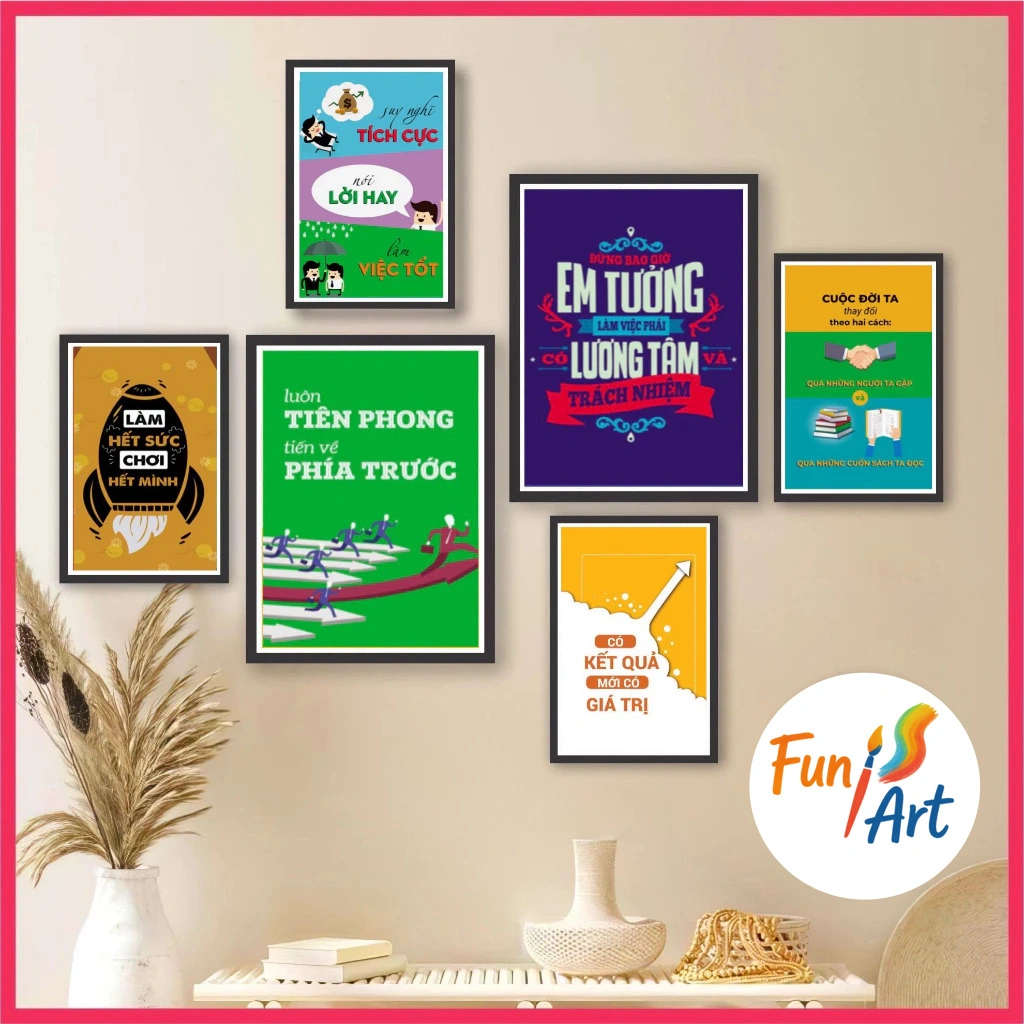 suy nghĩ
TÍCH CỰC
nói
LỜI HAY
làm
VIỆC TỐT
LÀM
HẾT SỨC
CHƠI
HẾT MÌNH
luôn
TIÊN PHONG
tiến về
PHÍA TRƯỚC
ĐỪNG BAO GIỜ
EM TƯỞNG
LÀM VIỆC PHẢI
CÓ LƯƠNG TÂM VÀ
TRÁCH NHIỆM
CUỘC ĐỜI TA
thay đổi
theo hai cách:
QUA NHỮNG NGƯỜI TA GẶP
và
QUA NHỮNG CUỐN SÁCH TA ĐỌC
CÓ
KẾT QUẢ
MỚI CÓ
GIÁ TRỊ
Fun
Art